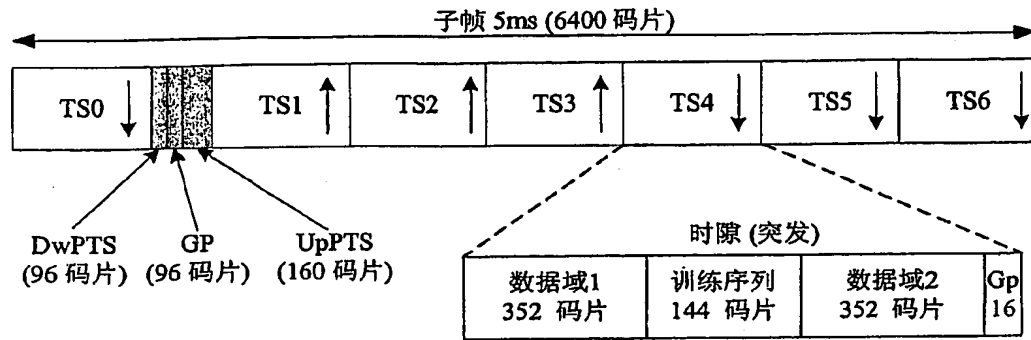 子帧 5ms (6400 码片)
TS0
TS1
TS2
TS3
TS4
TS5
TS6
DwPTS
(96 码片)
GP
(96 码片)
UpPTS
(160 码片)
时隙 (突发)
数据域1
352 码片
训练序列
144 码片
数据域2
352 码片
Gp
16